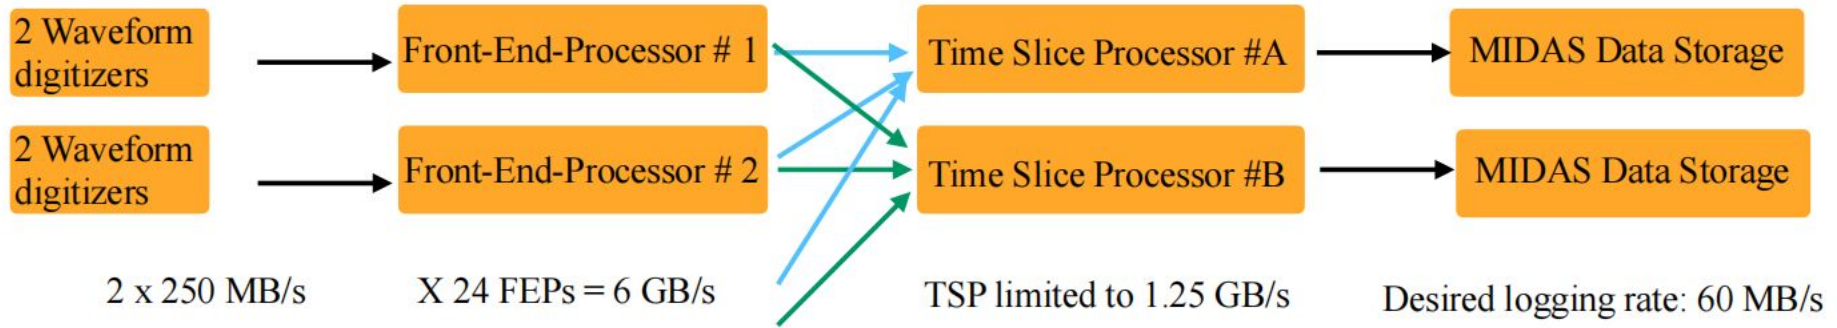 2 Waveform
digitizers
Front-End-Processor # 1
Time Slice Processor #A
MIDAS Data Storage
2 Waveform
digitizers
Front-End-Processor # 2
Time Slice Processor #B
MIDAS Data Storage
2 x 250 MB/s
X 24 FEPs = 6 GB/s
TSP limited to 1.25 GB/s
Desired logging rate: 60 MB/s